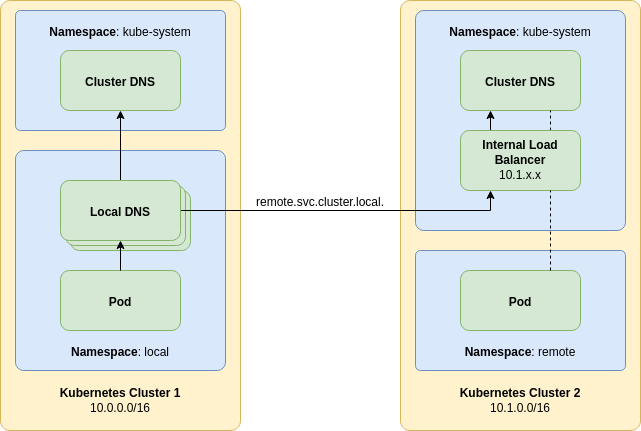 Namespace: kube-system
Cluster DNS
Local DNS
Pod
Namespace: local
Kubernetes Cluster 1
10.0.0.0/16
remote.svc.cluster.local.
Namespace: kube-system
Cluster DNS
Internal Load
Balancer
10.1.x.x
Pod
Namespace: remote
Kubernetes Cluster 2
10.1.0.0/16